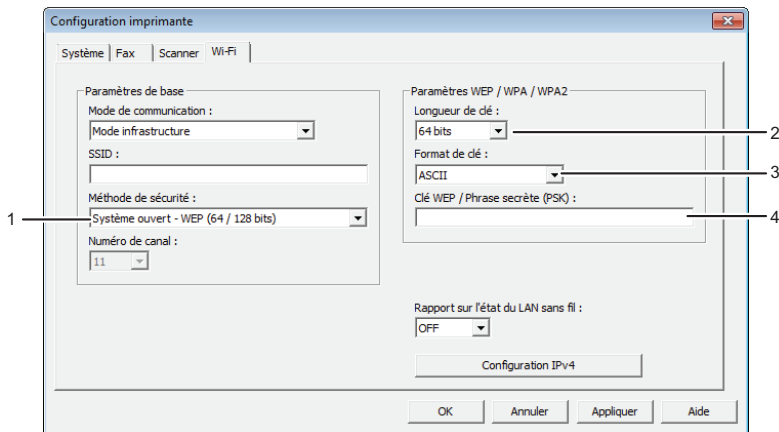 Configuration imprimante
Système
Fax
Scanner
Wi-Fi
Paramètres de base
Mode de communication :
Mode infrastructure
SSID :
Méthode de sécurité :
1
Système ouvert - WEP (64 / 128 bits)
Numéro de canal :
11
Paramètres WEP / WPA / WPA2
Longueur de clé :
64 bits
2
Format de clé :
ASCII
3
Clé WEP / Phrase secrète (PSK) :
4
Rapport sur l'état du LAN sans fil :
OFF
Configuration IPv4
OK
Annuler
Appliquer
Aide